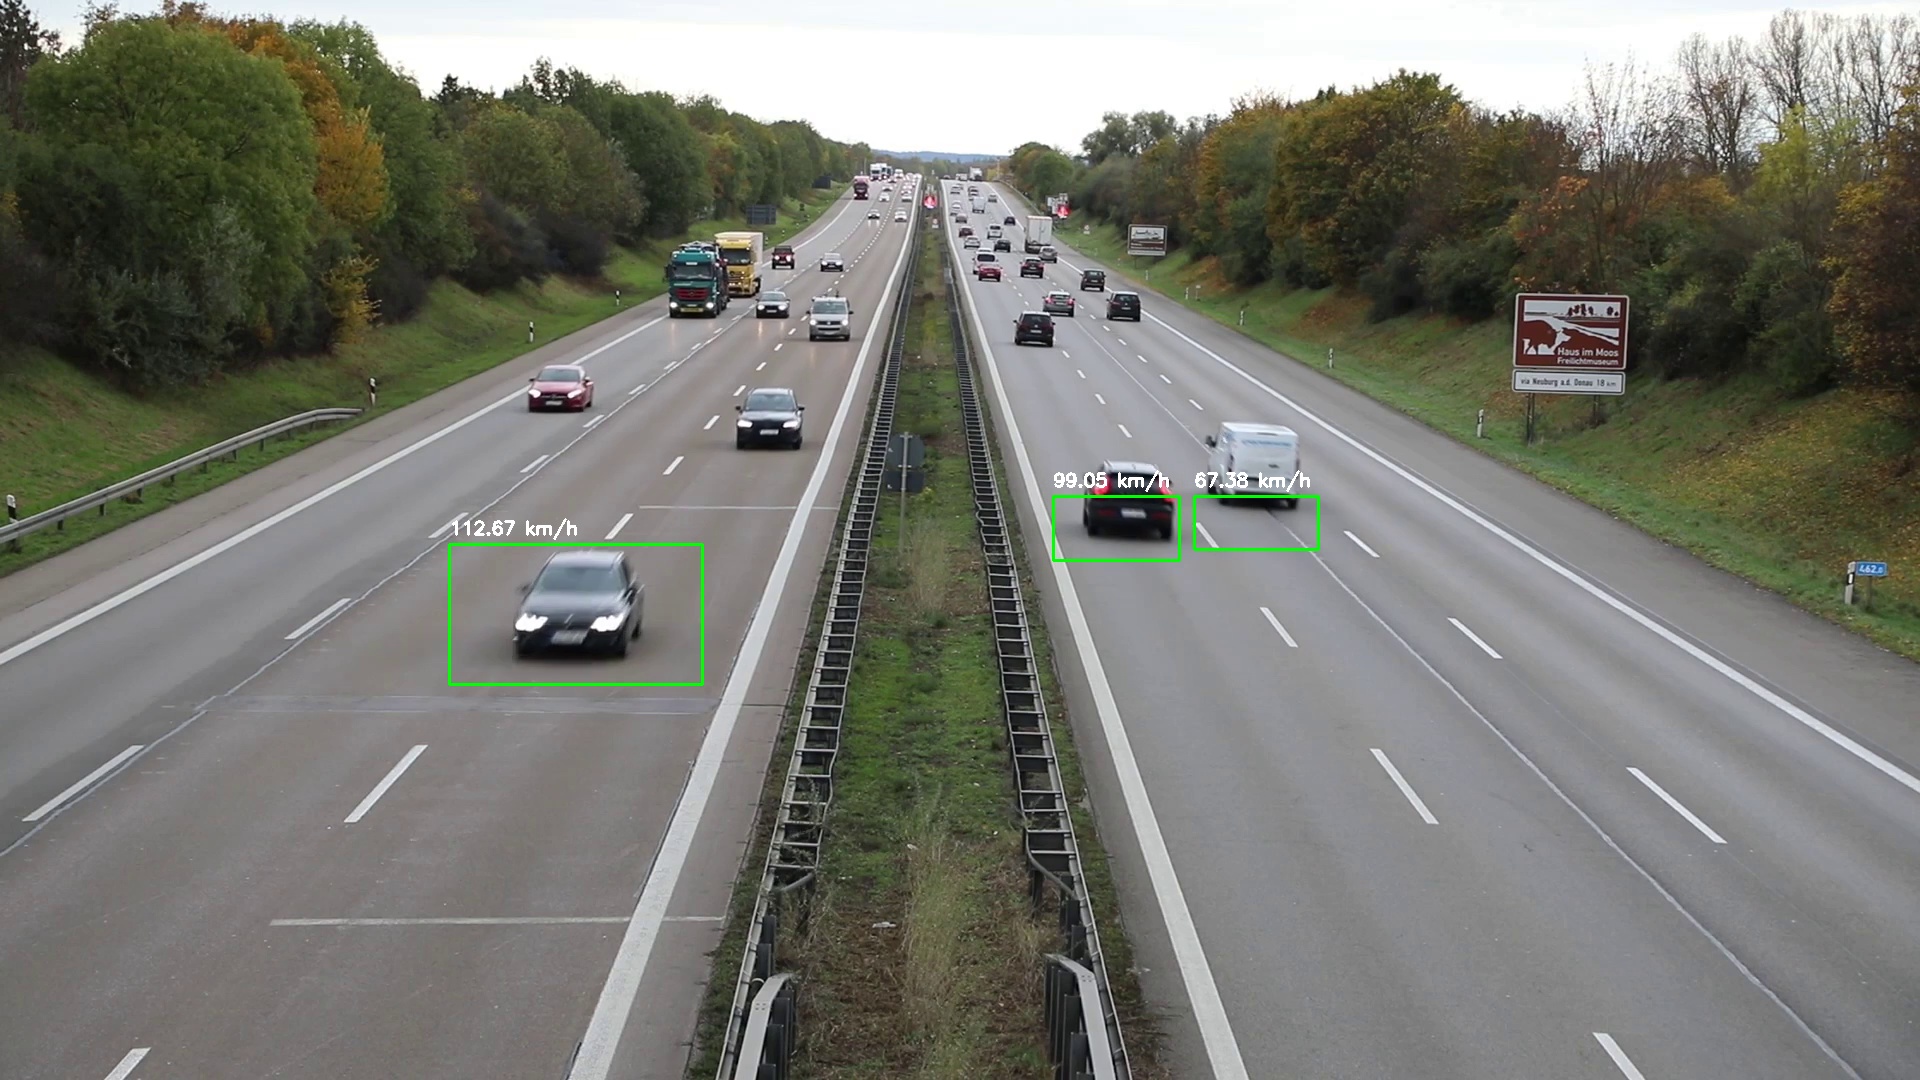 Haus im Moos
Freilichtmuseum
via Neuburg a.d. Donau 18 km
99.05 km/h
67.38 km/h
112.67 km/h
462,0